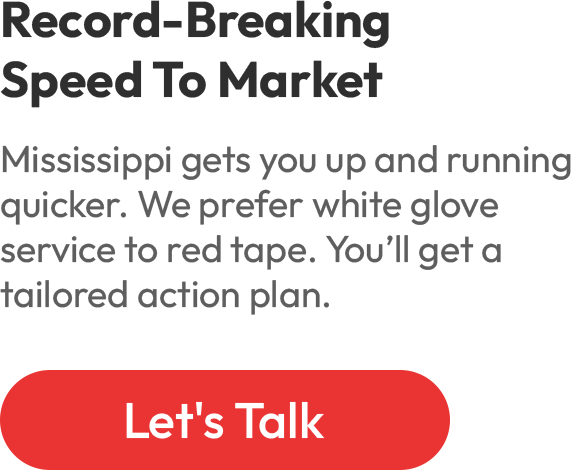 Record-Breaking
Speed To Market
Mississippi gets you up and running
quicker. We prefer white glove
service to red tape. You’ll get a
tailored action plan.
Let's Talk